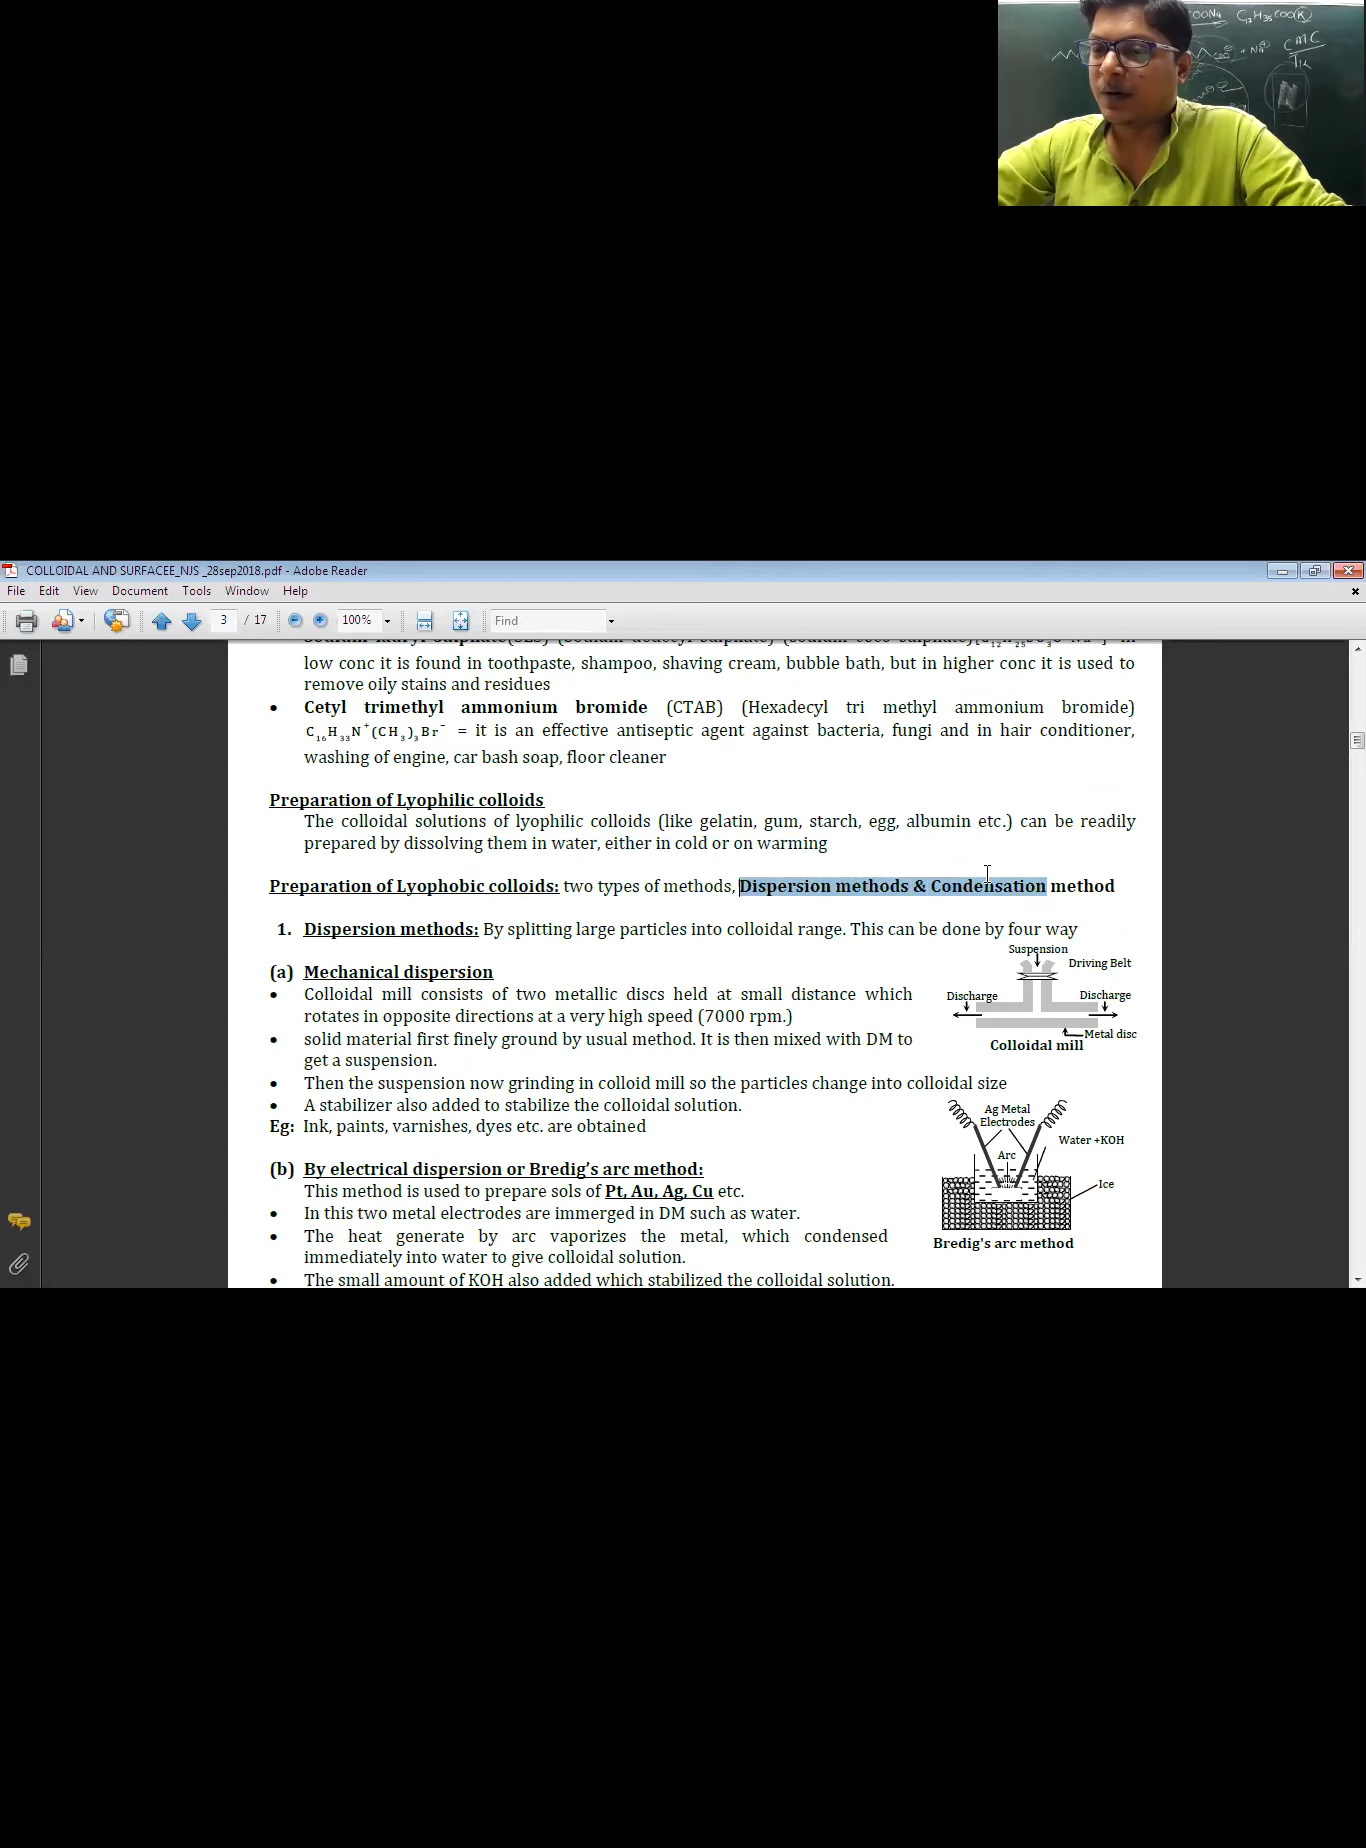 OONa C17H35COOK
COO⊖ + Na⊕ CMC
TK
COLLOIDAL AND SURFACEE_NJS _28sep2018.pdf - Adobe Reader
File Edit View Document Tools Window Help
3 / 17 100% Find
low conc it is found in toothpaste, shampoo, shaving cream, bubble bath, but in higher conc it is used to
remove oily stains and residues
• Cetyl trimethyl ammonium bromide (CTAB) (Hexadecyl tri methyl ammonium bromide)
C16H33N+(CH3)3Br− = it is an effective antiseptic agent against bacteria, fungi and in hair conditioner,
washing of engine, car bash soap, floor cleaner
Preparation of Lyophilic colloids
The colloidal solutions of lyophilic colloids (like gelatin, gum, starch, egg, albumin etc.) can be readily
prepared by dissolving them in water, either in cold or on warming
Preparation of Lyophobic colloids: two types of methods, Dispersion methods & Condensation method
1. Dispersion methods: By splitting large particles into colloidal range. This can be done by four way
(a) Mechanical dispersion
• Colloidal mill consists of two metallic discs held at small distance which
rotates in opposite directions at a very high speed (7000 rpm.)
• solid material first finely ground by usual method. It is then mixed with DM to
get a suspension.
• Then the suspension now grinding in colloid mill so the particles change into colloidal size
• A stabilizer also added to stabilize the colloidal solution.
Eg: Ink, paints, varnishes, dyes etc. are obtained
Suspension
Driving Belt
Discharge Discharge
Metal disc
Colloidal mill
(b) By electrical dispersion or Bredig's arc method:
This method is used to prepare sols of Pt, Au, Ag, Cu etc.
• In this two metal electrodes are immerged in DM such as water.
• The heat generate by arc vaporizes the metal, which condensed
immediately into water to give colloidal solution.
• The small amount of KOH also added which stabilized the colloidal solution.
Ag Metal
Electrodes
Water +KOH
Arc
Ice
Bredig's arc method